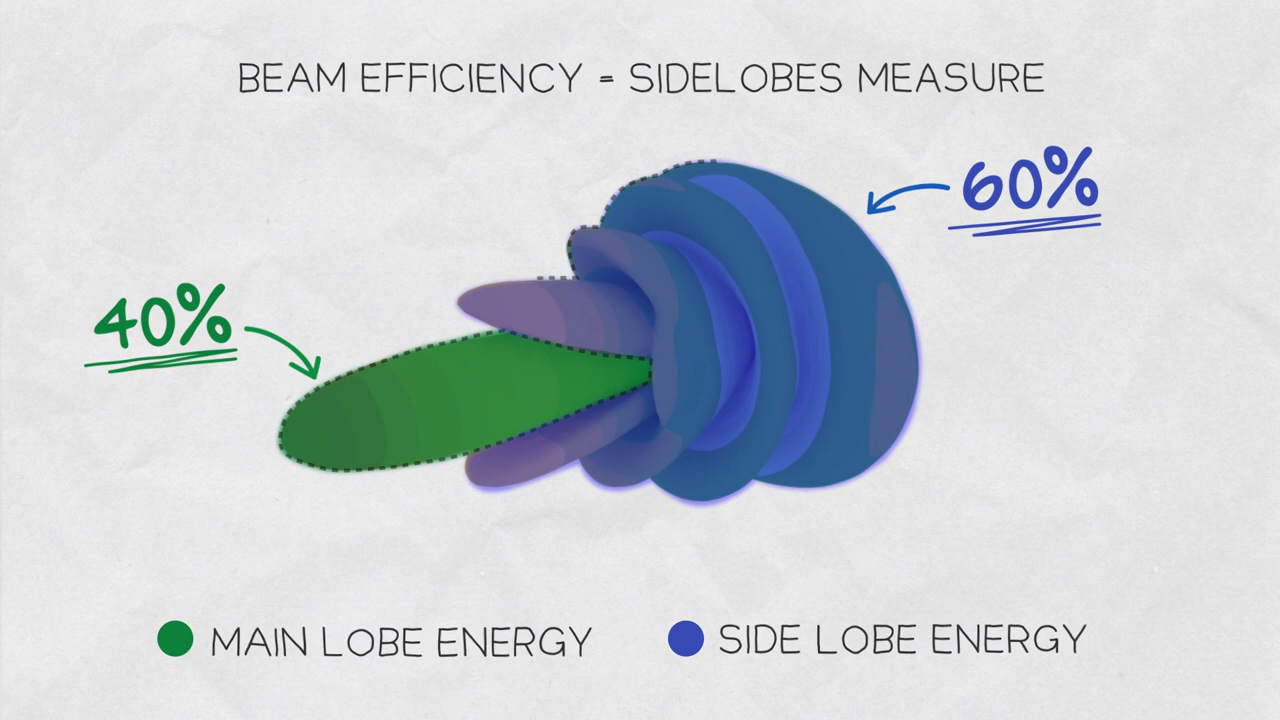 BEAM EFFICIENCY = SIDELOBES MEASURE
60%
40%
MAIN LOBE ENERGY
SIDE LOBE ENERGY